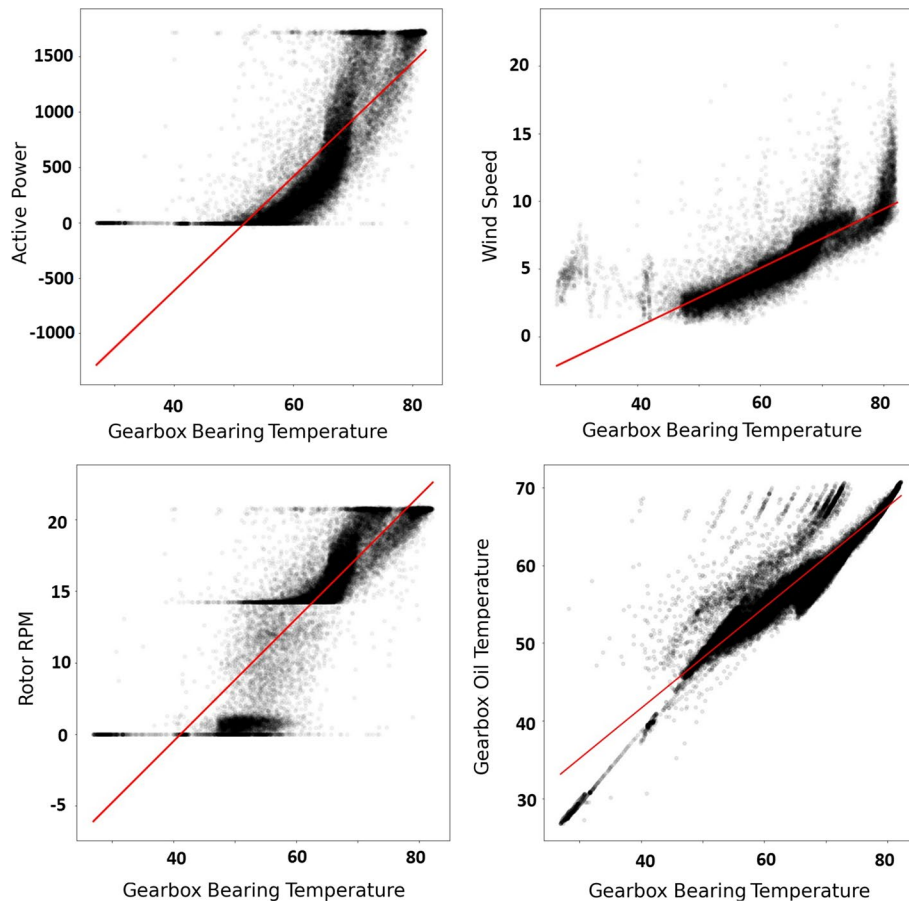 1500
1000
500
0
-500
-1000
Active Power
40 60 80
Gearbox Bearing Temperature
20
15
10
5
0
Wind Speed
40 60 80
Gearbox Bearing Temperature
20
15
10
0
-5
Rotor RPM
40 60 80
Gearbox Bearing Temperature
70
60
50
40
30
Gearbox Oil Temperature
40 60 80
Gearbox Bearing Temperature